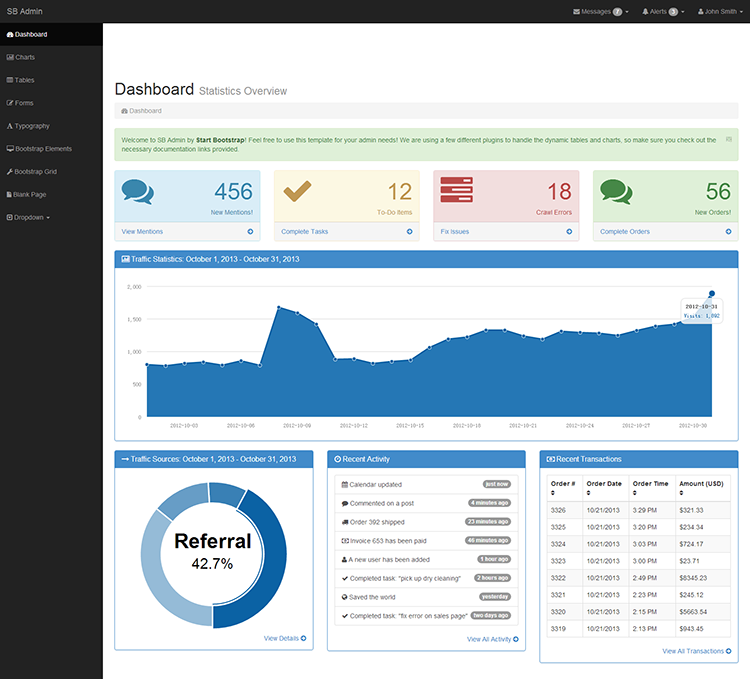 SB Admin
Messages 7
Alerts 3
John Smith
Dashboard
Charts
Tables
Forms
Typography
Bootstrap Elements
Bootstrap Grid
Blank Page
Dropdown
Dashboard Statistics Overview
Dashboard
Welcome to SB Admin by Start Bootstrap! Feel free to use this template for your admin needs! We are using a few different plugins to handle the dynamic tables and charts, so make sure you check out the
necessary documentation links provided.
456
New Mentions!
View Mentions
12
To-Do Items
Complete Tasks
18
Crawl Errors
Fix Issues
56
New Orders!
Complete Orders
Traffic Statistics: October 1, 2013 - October 31, 2013
2,000
1,500
1,000
500
0
2012-10-31
Visits: 1,892
2012-10-03 2012-10-06 2012-10-09 2012-10-12 2012-10-15 2012-10-18 2012-10-21 2012-10-24 2012-10-27 2012-10-30
Traffic Sources: October 1, 2013 - October 31, 2013
Referral
42.7%
View Details
Recent Activity
Calendar updated just now
Commented on a post 4 minutes ago
Order 392 shipped 23 minutes ago
Invoice 653 has been paid 46 minutes ago
A new user has been added 1 hour ago
Completed task: "pick up dry cleaning" 2 hours ago
Saved the world yesterday
Completed task: "fix error on sales page" two days ago
View All Activity
Recent Transactions
Order # Order Date Order Time Amount (USD)
3326 10/21/2013 3:29 PM $321.33
3325 10/21/2013 3:20 PM $234.34
3324 10/21/2013 3:03 PM $724.17
3323 10/21/2013 3:00 PM $23.71
3322 10/21/2013 2:49 PM $8345.23
3321 10/21/2013 2:23 PM $245.12
3320 10/21/2013 2:15 PM $5663.54
3319 10/21/2013 2:13 PM $943.45
View All Transactions